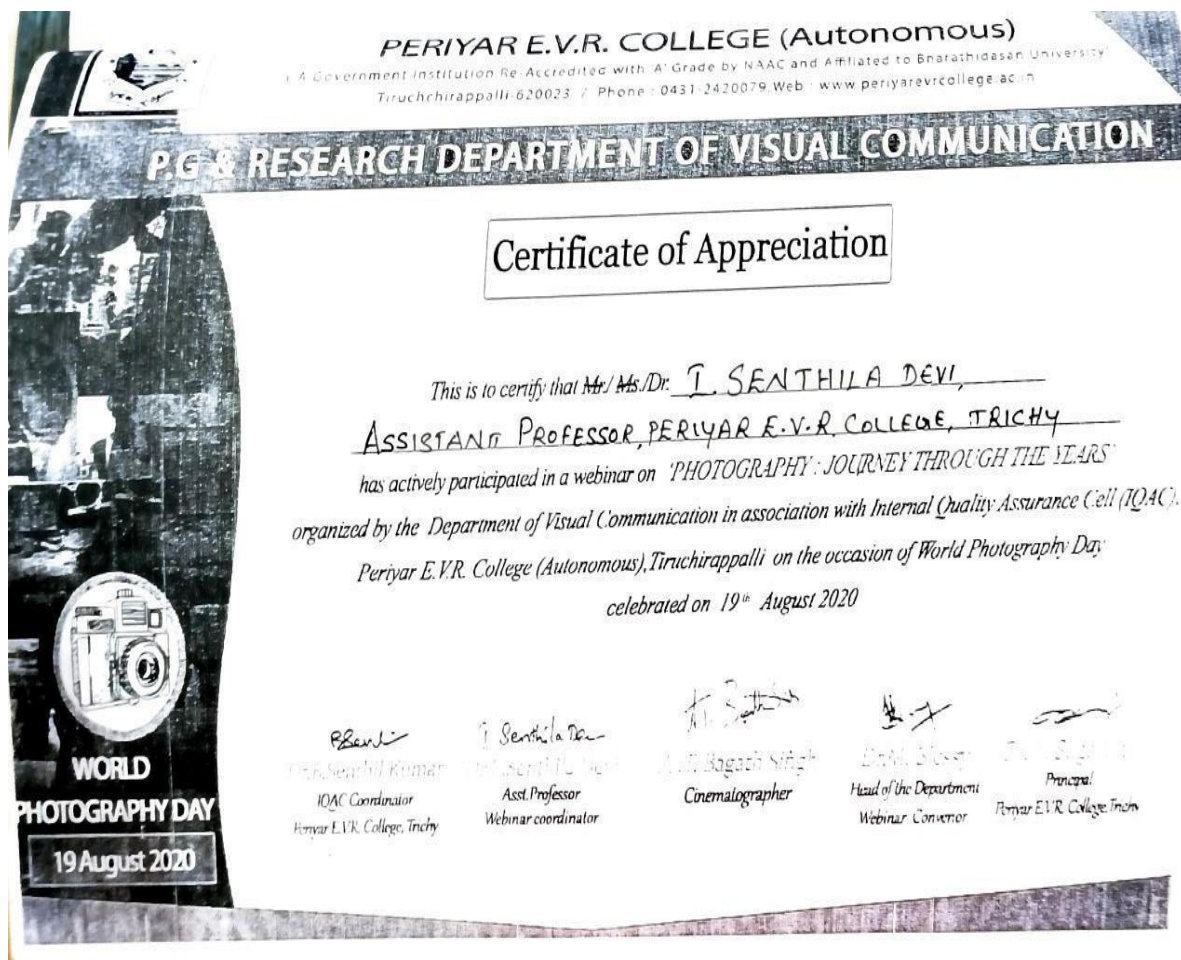 PERIYAR E.V.R. COLLEGE (Autonomous)
( A Government Institution Re-Accredited with 'A' Grade by NAAC and Affiliated to Bharathidasan University)
Tiruchchirappalli-620023 / Phone : 0431-2420079 Web : www.periyarevrcollege.ac.in
P.G & RESEARCH DEPARTMENT OF VISUAL COMMUNICATION
Certificate of Appreciation
This is to certify that Mr./ Ms./Dr. I. SENTHILA DEVI,
ASSISTANT PROFESSOR, PERIYAR E.V.R. COLLEGE, TRICHY
has actively participated in a webinar on 'PHOTOGRAPHY : JOURNEY THROUGH THE YEARS'
organized by the Department of Visual Communication in association with Internal Quality Assurance Cell (IQAC),
Periyar E.V.R. College (Autonomous), Tiruchirappalli on the occasion of World Photography Day
celebrated on 19th August 2020
I Senthila Dev
Senthil Kumar
Bagath Singh
IQAC Coordinator
Asst.Professor
Cinematographer
Head of the Department
Principal
Periyar E.V.R. College, Trichy
Webinar coordinator
Webinar Convenor
Periyar E.V.R. College, Trichy
WORLD
PHOTOGRAPHY DAY
19 August 2020